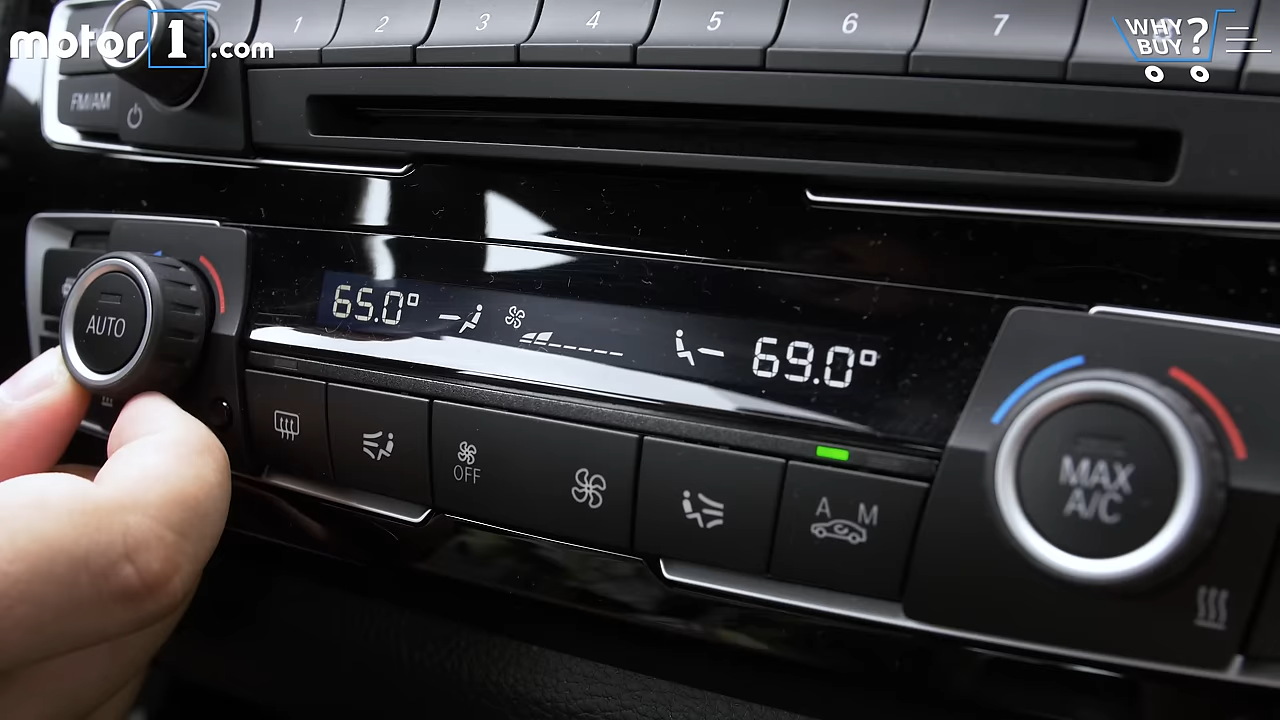 motor1.com
WHY
BUY?
1 2 3 4 5 6 7
FM/AM
65.0° 69.0°
AUTO
OFF
A M
MAX
A/C